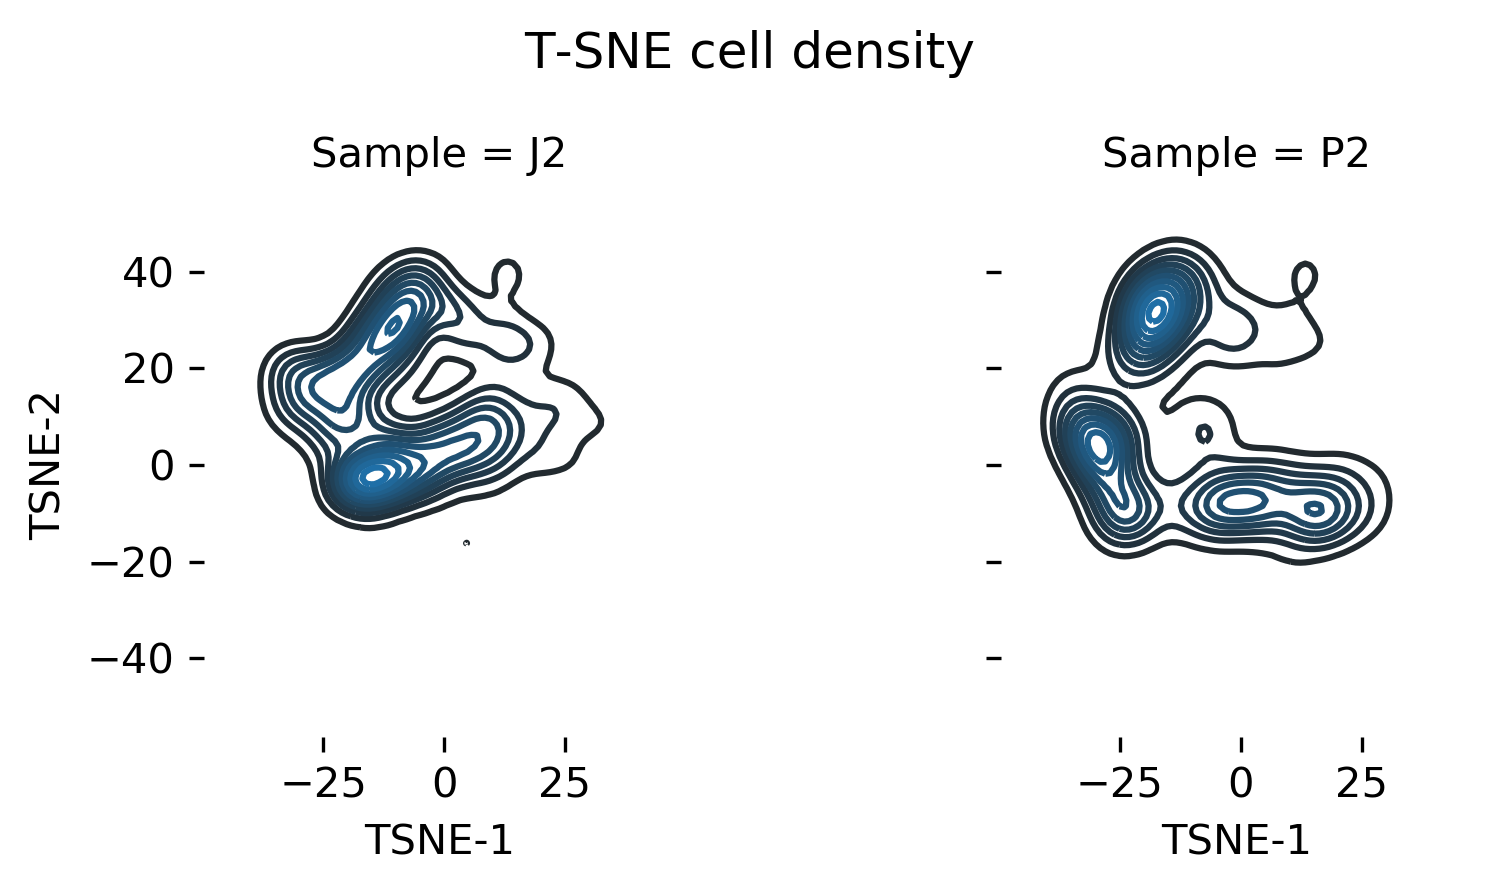 T-SNE cell density
Sample = J2
Sample = P2
TSNE-2
40
20
0
−20
−40
−25 0 25
−25 0 25
TSNE-1
TSNE-1